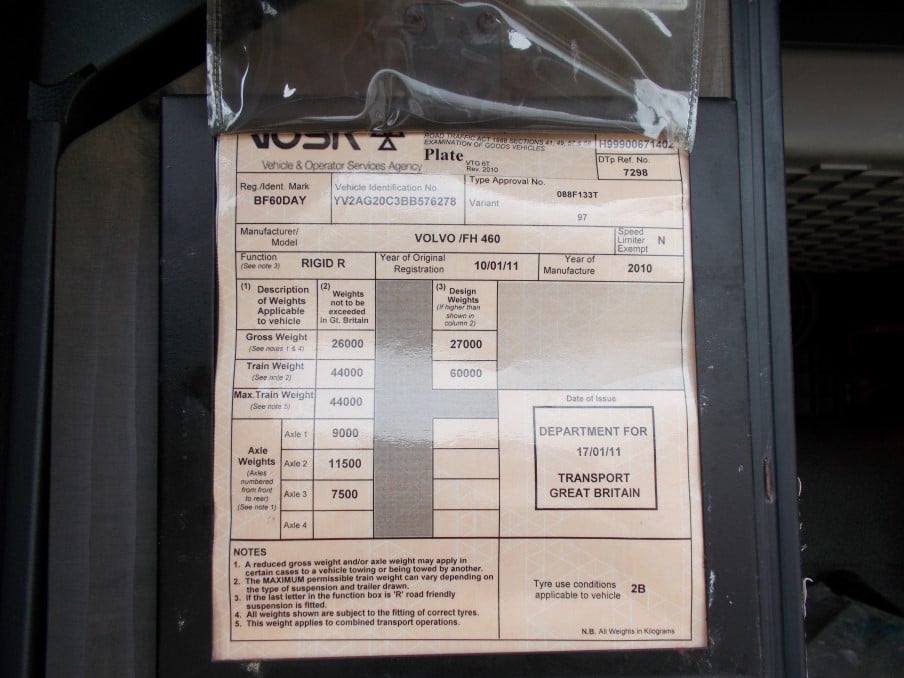 VOSA
Vehicle & Operator Services Agency
Plate
VTG 6T
Rev. 2010
ROAD TRAFFIC ACT 1988 SECTIONS 41, 49, 57 & 58
EXAMINATION OF GOODS VEHICLES
H99900671402
DTp Ref. No.
7298
Reg./Ident. Mark
BF60DAY
Vehicle Identification No.
YV2AG20C3BB576278
Type Approval No.
088F133T
Variant
97
Manufacturer/
Model
VOLVO /FH 460
Speed
Limiter
Exempt
N
Function
(See note 3)
RIGID R
Year of Original
Registration
10/01/11
Year of
Manufacture
2010
(1) Description
of Weights
Applicable
to vehicle
(2) Weights
not to be
exceeded
in Gt. Britain
(3) Design
Weights
(If higher than
shown in
column 2)
Gross Weight
(See notes 1 & 4)
26000
27000
Train Weight
(See note 2)
44000
60000
Max. Train Weight
(See note 5)
44000
Axle
Weights
(Axles
numbered
from front
to rear)
(See note 1)
Axle 1
9000
Axle 2
11500
Axle 3
7500
Axle 4
Date of Issue
DEPARTMENT FOR
17/01/11
TRANSPORT
GREAT BRITAIN
NOTES
1. A reduced gross weight and/or axle weight may apply in
certain cases to a vehicle towing or being towed by another.
2. The MAXIMUM permissible train weight can vary depending on
the type of suspension and trailer drawn.
3. If the last letter in the function box is 'R' road friendly
suspension is fitted.
4. All weights shown are subject to the fitting of correct tyres.
5. This weight applies to combined transport operations.
Tyre use conditions
applicable to vehicle
2B
N.B. All Weights in Kilograms